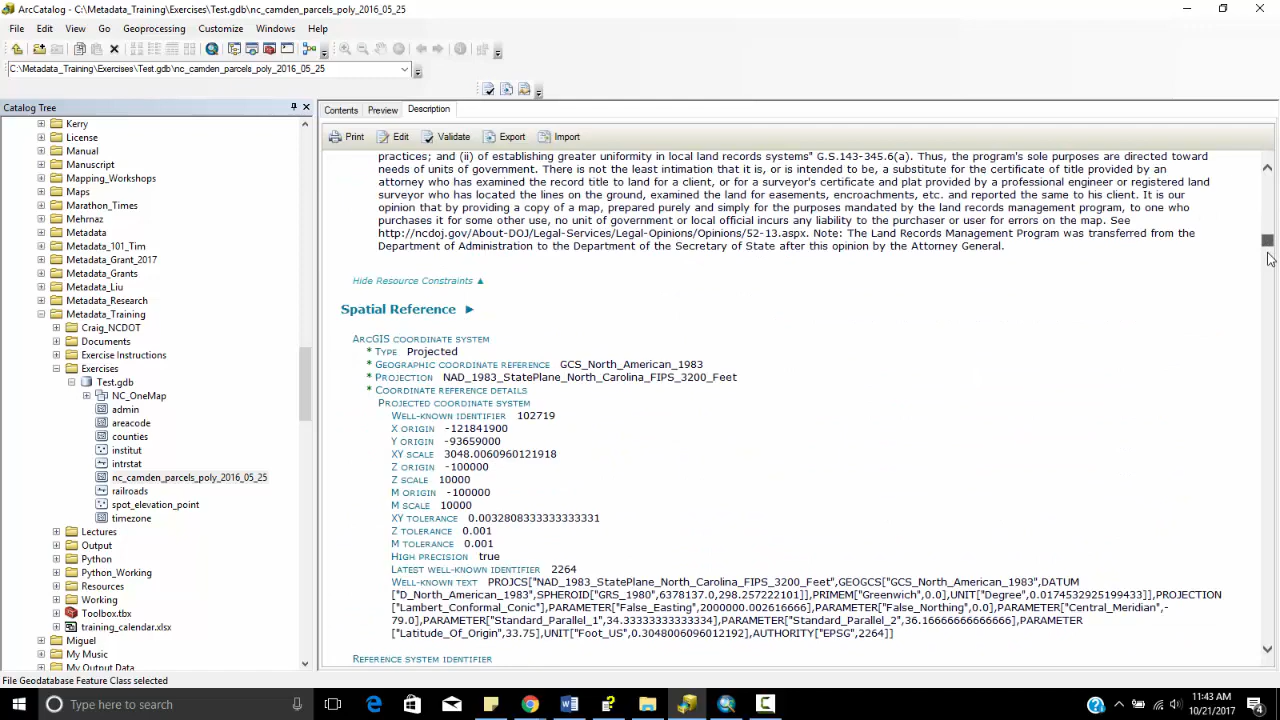 ArcCatalog - C:\Metadata_Training\Exercises\Test.gdb\nc_camden_parcels_poly_2016_05_25
File Edit View Go Geoprocessing Customize Windows Help
C:\Metadata_Training\Exercises\Test.gdb\nc_camden_parcels_poly_2016_05_25
Catalog Tree
Kerry
License
Manual
Manuscript
Mapping_Workshops
Maps
Marathon_Times
Mehrnaz
Metadata
Metadata_101_Tim
Metadata_Grant_2017
Metadata_Grants
Metadata_Liu
Metadata_Research
Metadata_Training
Craig_NCDOT
Documents
Exercise Instructions
Exercises
Test.gdb
NC_OneMap
admin
areacode
counties
institut
intrstat
nc_camden_parcels_poly_2016_05_25
railroads
spot_elevation_point
timezone
Lectures
Output
Python
Python_Working
Resources
Working
Toolbox.tbx
training_calendar.xlsx
Miguel
My Music
My Output Data
Contents Preview Description
Print Edit Validate Export Import
practices; and (ii) of establishing greater uniformity in local land records systems" G.S.143-345.6(a). Thus, the program's sole purposes are directed toward
needs of units of government. There is not the least intimation that it is, or is intended to be, a substitute for the certificate of title provided by an
attorney who has examined the record title to land for a client, or for a surveyor's certificate and plat provided by a professional engineer or registered land
surveyor who has located the lines on the ground, examined the land for easements, encroachments, etc. and reported the same to his client. It is our
opinion that by providing a copy of a map, prepared purely and simply for the purposes mandated by the land records management program, to one who
purchases it for some other use, no unit of government or local official incurs any liability to the purchaser or user for errors on the map. See
http://ncdoj.gov/About-DOJ/Legal-Services/Legal-Opinions/Opinions/52-13.aspx. Note: The Land Records Management Program was transferred from the
Department of Administration to the Department of the Secretary of State after this opinion by the Attorney General.
Hide Resource Constraints ▲
Spatial Reference ►
ArcGIS coordinate system
* Type Projected
* Geographic coordinate reference GCS_North_American_1983
* Projection NAD_1983_StatePlane_North_Carolina_FIPS_3200_Feet
* Coordinate reference details
Projected coordinate system
Well-known identifier 102719
X origin -121841900
Y origin -93659000
XY scale 3048.0060960121918
Z origin -100000
Z scale 10000
M origin -100000
M scale 10000
XY tolerance 0.0032808333333333331
Z tolerance 0.001
M tolerance 0.001
High precision true
Latest well-known identifier 2264
Well-known text PROJCS["NAD_1983_StatePlane_North_Carolina_FIPS_3200_Feet",GEOGCS["GCS_North_American_1983",DATUM
["D_North_American_1983",SPHEROID["GRS_1980",6378137.0,298.257222101]],PRIMEM["Greenwich",0.0],UNIT["Degree",0.0174532925199433]],PROJECTION
["Lambert_Conformal_Conic"],PARAMETER["False_Easting",2000000.002616666],PARAMETER["False_Northing",0.0],PARAMETER["Central_Meridian",-
79.0],PARAMETER["Standard_Parallel_1",34.33333333333334],PARAMETER["Standard_Parallel_2",36.16666666666666],PARAMETER
["Latitude_Of_Origin",33.75],UNIT["Foot_US",0.3048006096012192],AUTHORITY["EPSG",2264]]
Reference system identifier
File Geodatabase Feature Class selected
Type here to search
11:43 AM
10/21/2017
4